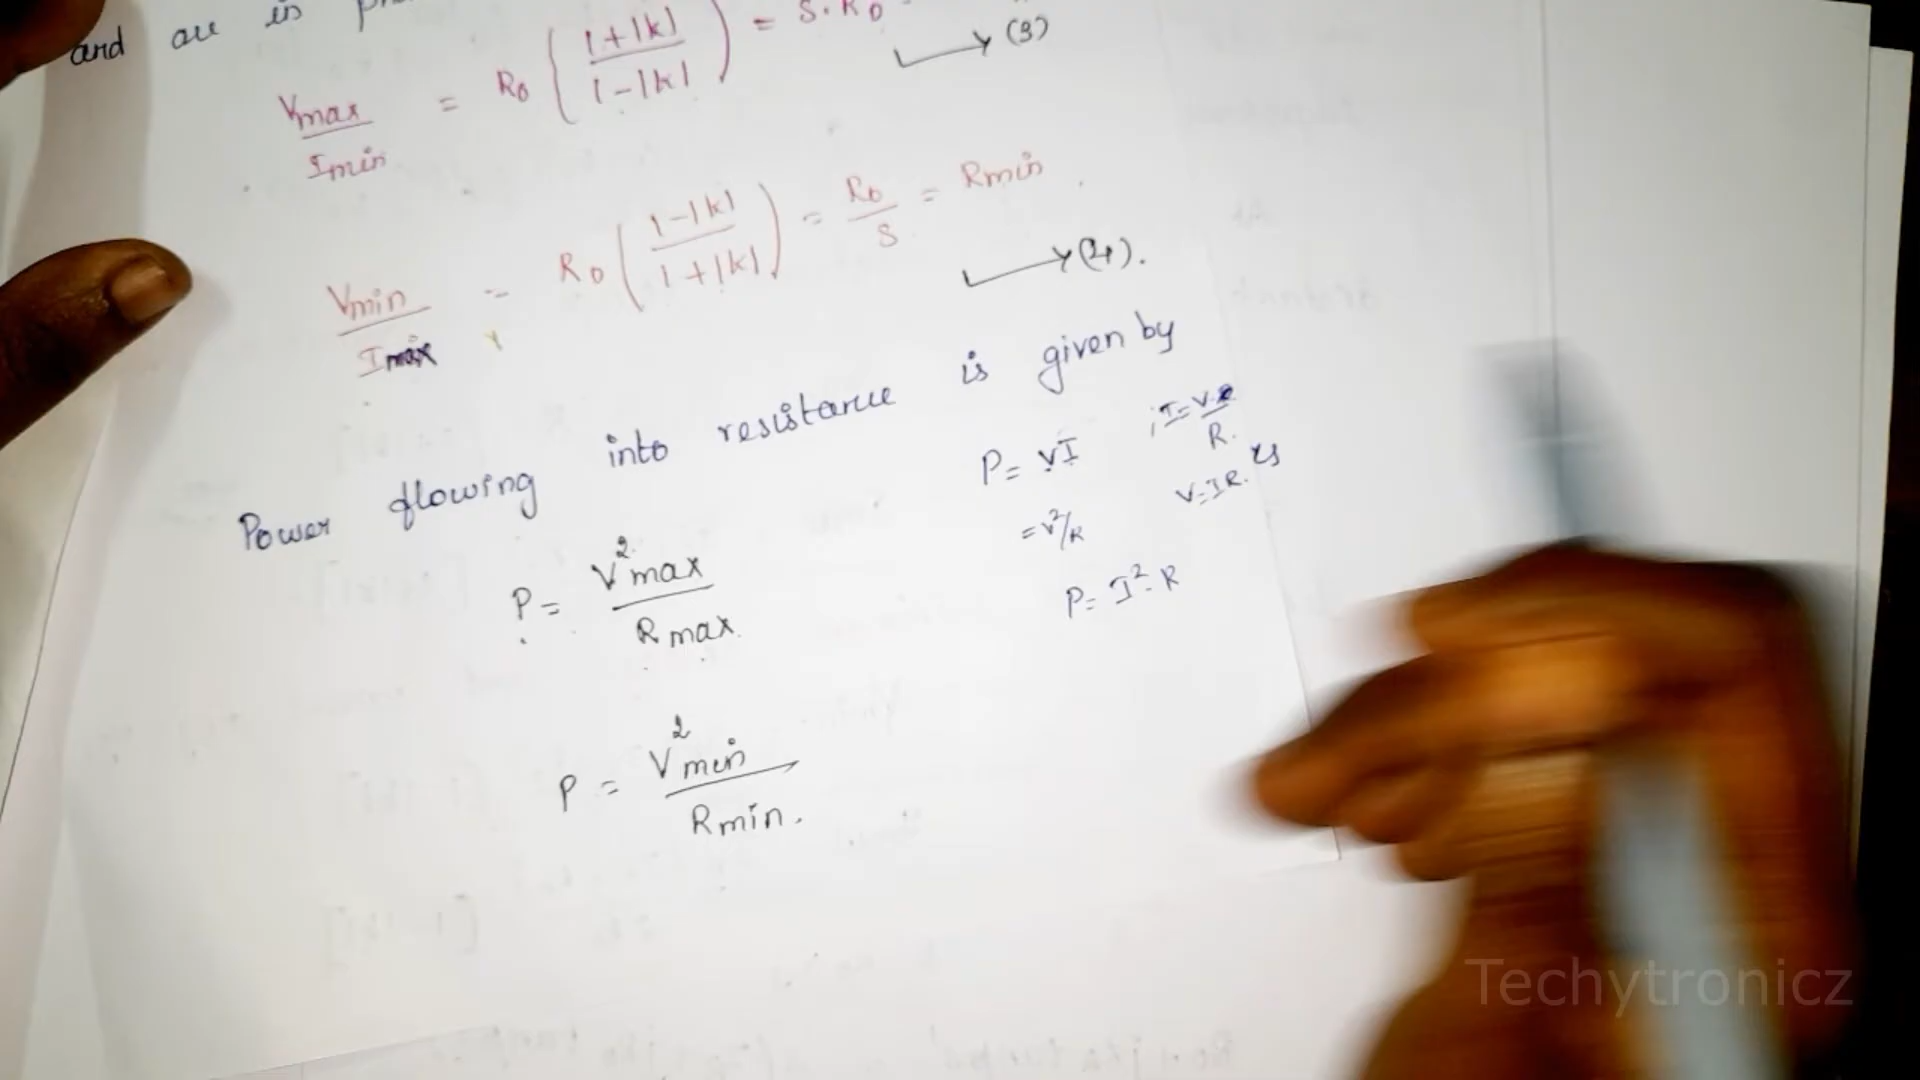 and are is
Vmax / Imin = R0 ( 1+|k| / 1-|k| ) = S.R0 → (3)
Vmin / Imax = R0 ( 1-|k| / 1+|k| ) = R0 / S = Rmin → (4).
Power flowing into resistance is given by
P = VI ; I = V / R.
V=IR.
= V²/R
P = I² R
P = V²max / Rmax.
P = V²min / Rmin.
Techytronicz